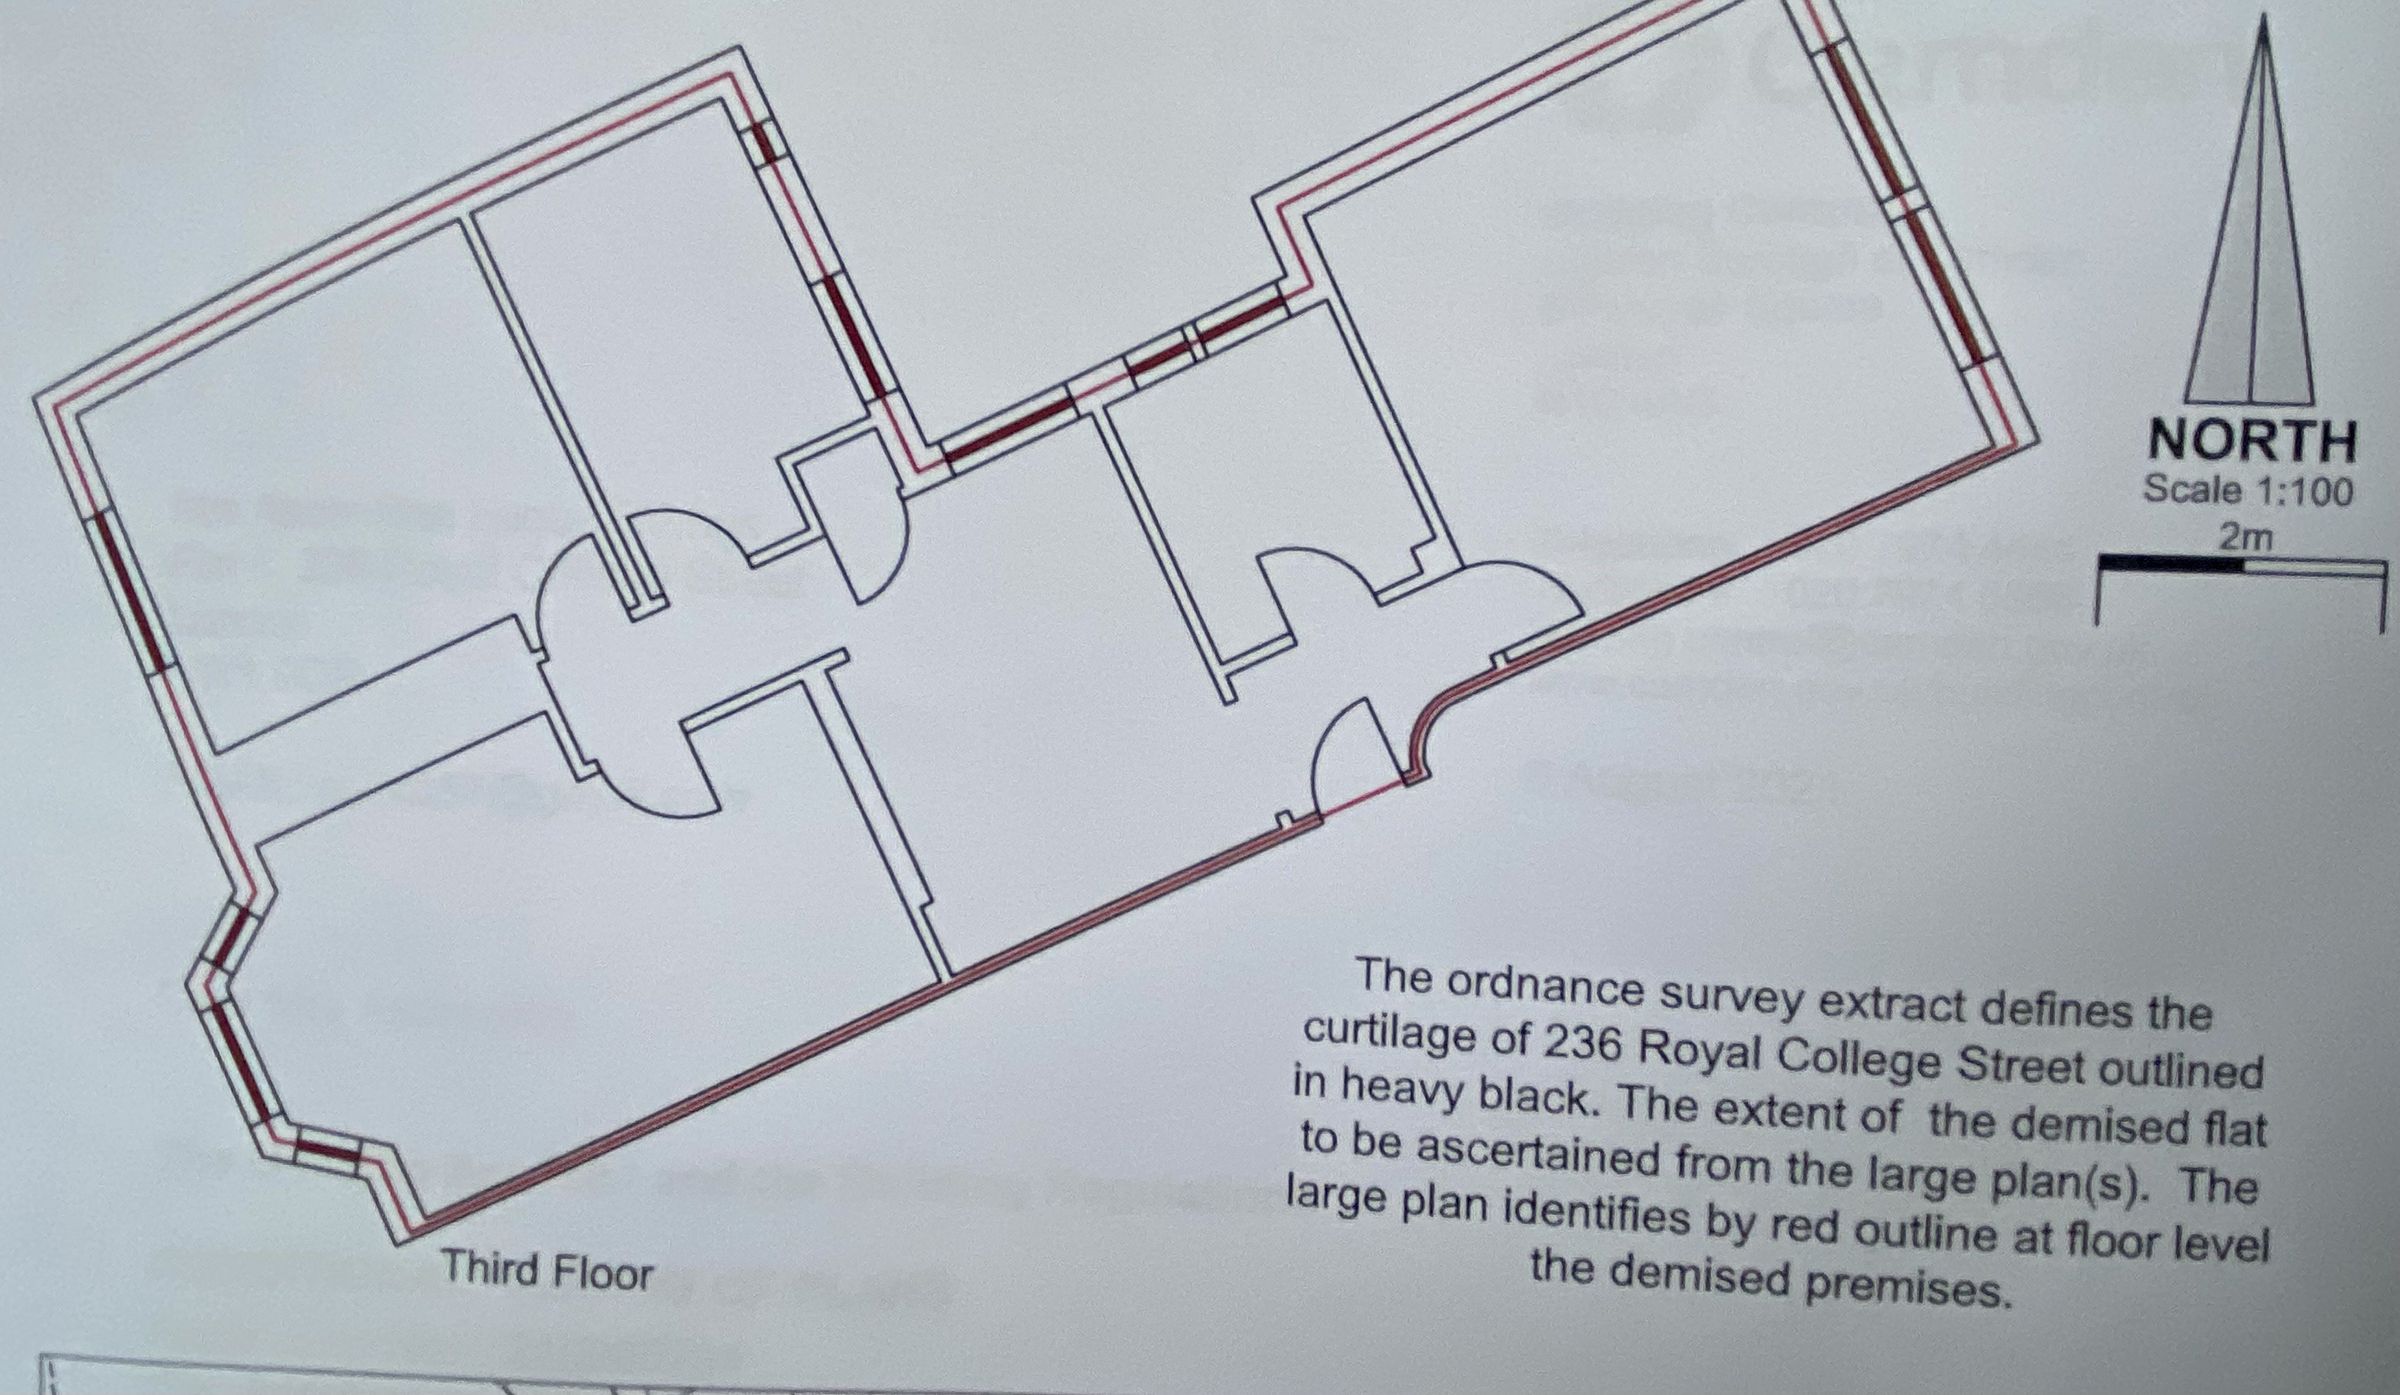 NORTH
Scale 1:100
2m
The ordnance survey extract defines the
curtilage of 236 Royal College Street outlined
in heavy black. The extent of the demised flat
to be ascertained from the large plan(s). The
large plan identifies by red outline at floor level
the demised premises.
Third Floor